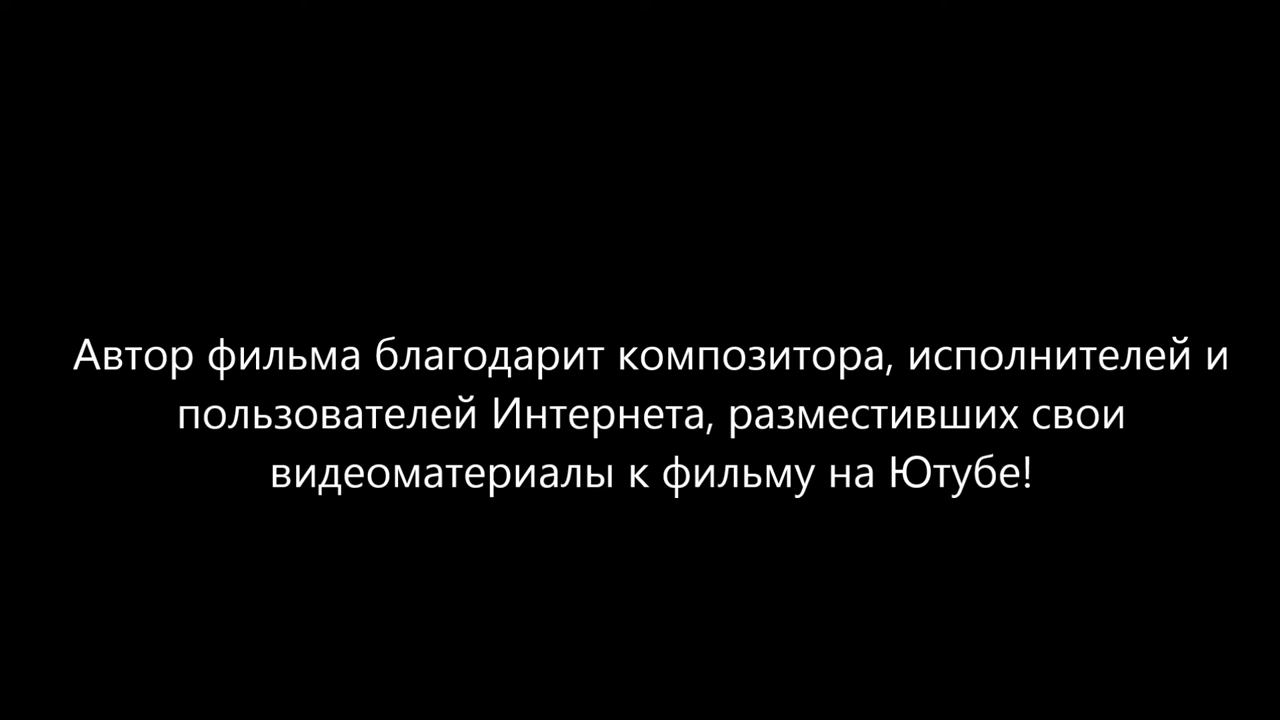 Автор фильма благодарит композитора, исполнителей и
пользователей Интернета, разместивших свои
видеоматериалы к фильму на Ютубе!